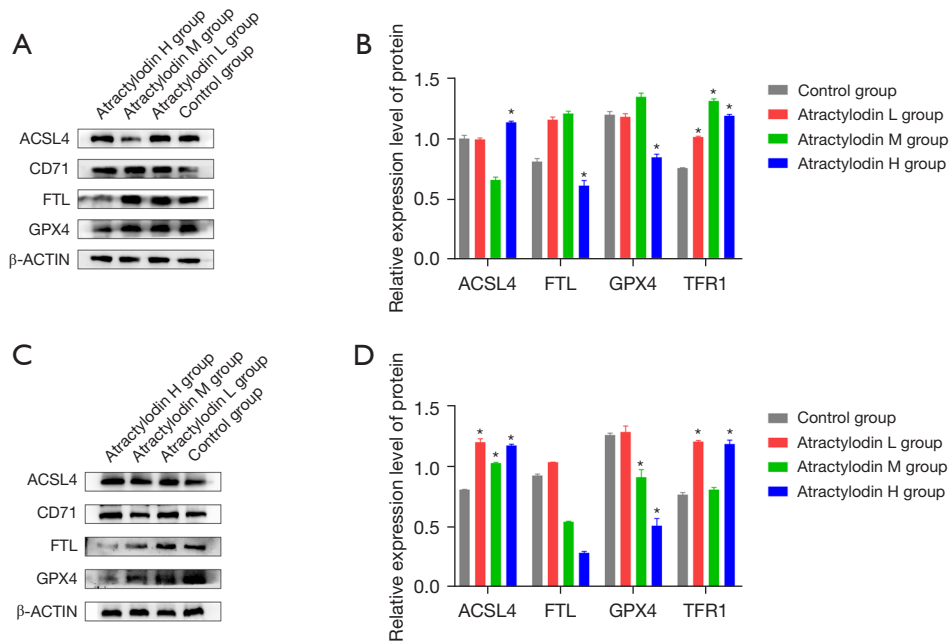 A
Atractylodin H group
Atractylodin M group
Atractylodin L group
Control group
ACSL4
CD71
FTL
GPX4
β-ACTIN
B
Relative expression level of protein
1.5
1.0
0.5
0.0
* * * * * *
ACSL4 FTL GPX4 TFR1
Control group
Atractylodin L group
Atractylodin M group
Atractylodin H group
C
Atractylodin H group
Atractylodin M group
Atractylodin L group
Control group
ACSL4
CD71
FTL
GPX4
β-ACTIN
D
Relative expression level of protein
1.5
1.0
0.5
0.0
* * * * * * *
ACSL4 FTL GPX4 TFR1
Control group
Atractylodin L group
Atractylodin M group
Atractylodin H group